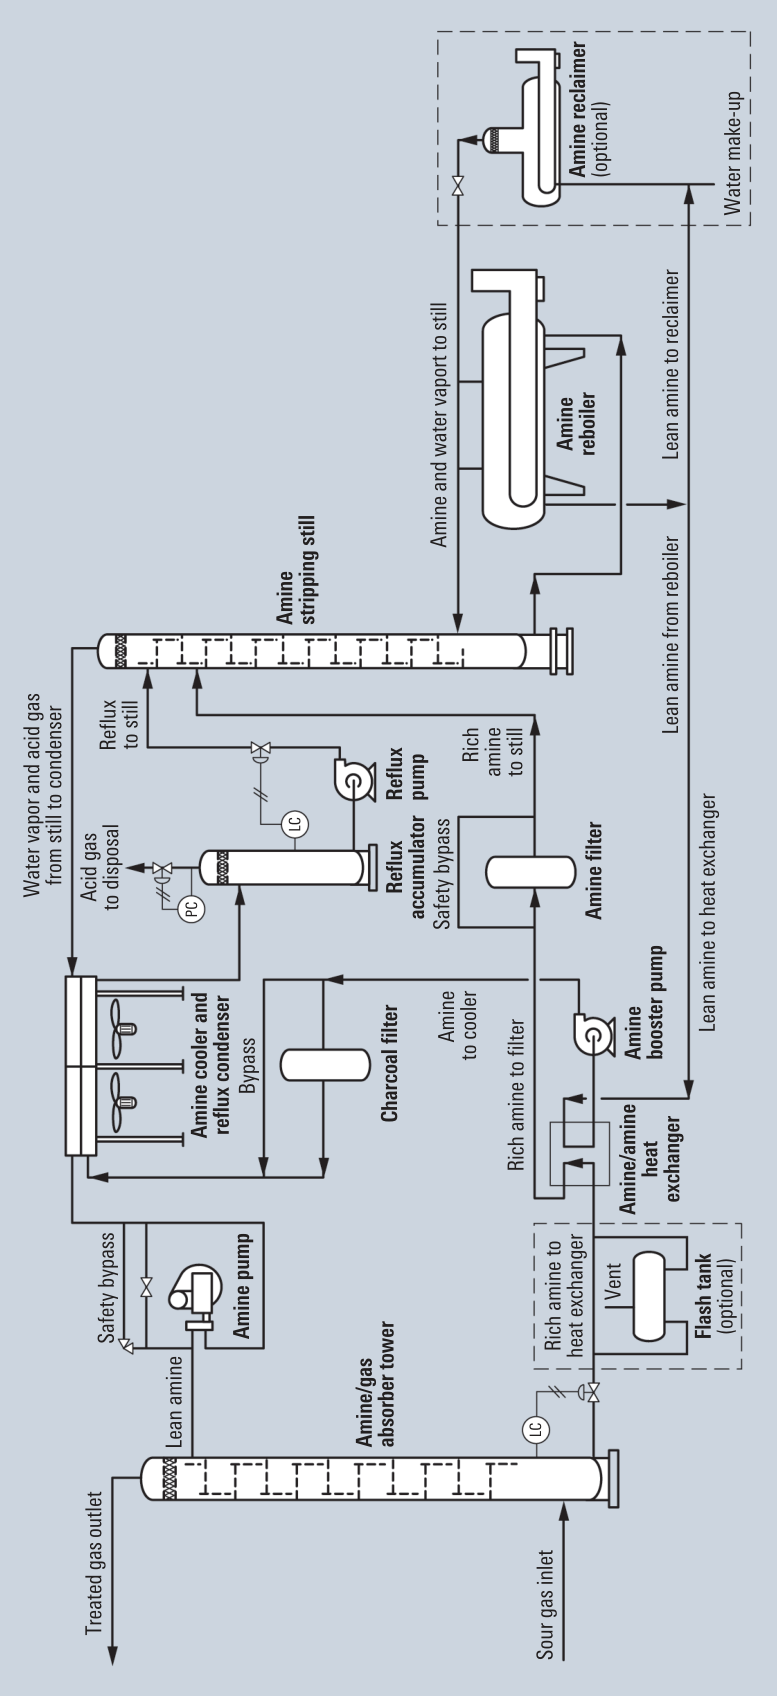 Water vapor and acid gas
from still to condenser
Treated gas outlet
Safety bypass
Acid gas
to disposal
Reflux
to still
Lean amine
Amine pump
Amine cooler and
reflux condenser
Bypass
PC
LC
Amine
stripping still
Amine/gas
absorber tower
Charcoal filter
Reflux
accumulator
Reflux
pump
Safety bypass
Amine
to cooler
Rich
amine
to still
Amine and water vaport to still
Amine reclaimer
(optional)
Water make-up
Sour gas inlet
LC
Rich amine to
heat exchanger
Vent
Flash tank
(optional)
Rich amine to filter
Amine filter
Amine
reboiler
Amine/amine
heat
exchanger
Amine
booster pump
Lean amine to heat exchanger
Lean amine from reboiler
Lean amine to reclaimer